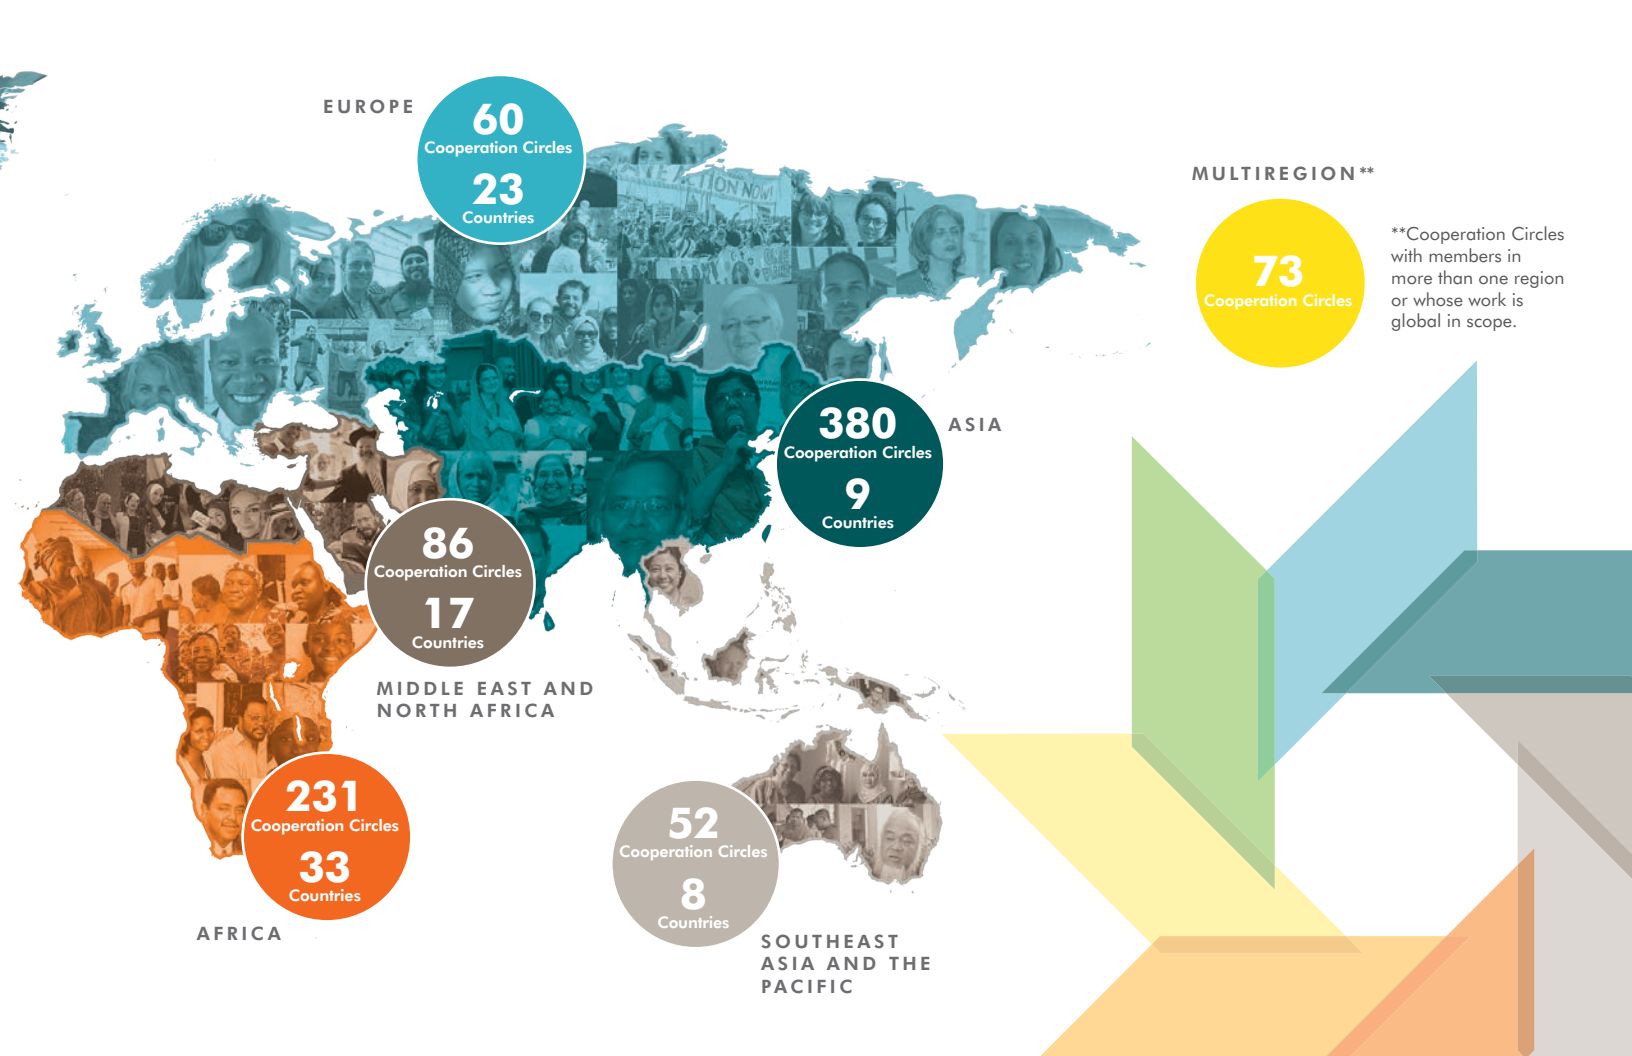 EUROPE
60
Cooperation Circles
23
Countries
MULTIREGION**
73
Cooperation Circles
**Cooperation Circles
with members in
more than one region
or whose work is
global in scope.
380
Cooperation Circles
9
Countries
ASIA
86
Cooperation Circles
17
Countries
MIDDLE EAST AND
NORTH AFRICA
231
Cooperation Circles
33
Countries
AFRICA
52
Cooperation Circles
8
Countries
SOUTHEAST
ASIA AND THE
PACIFIC
ION NOW!